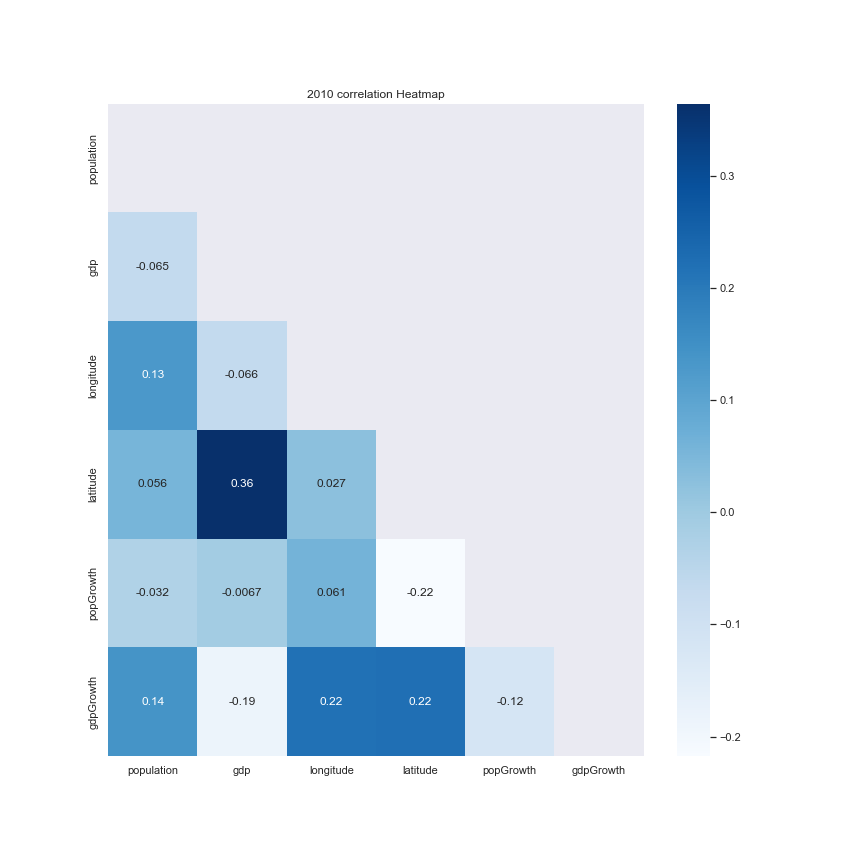 2010 correlation Heatmap
population
gdp
-0.065
longitude
0.13 -0.066
latitude
0.056 0.36 0.027
popGrowth
-0.032 -0.0067 0.061 -0.22
gdpGrowth
0.14 -0.19 0.22 0.22 -0.12
population gdp longitude latitude popGrowth gdpGrowth
0.3
0.2
0.1
0.0
−0.1
−0.2